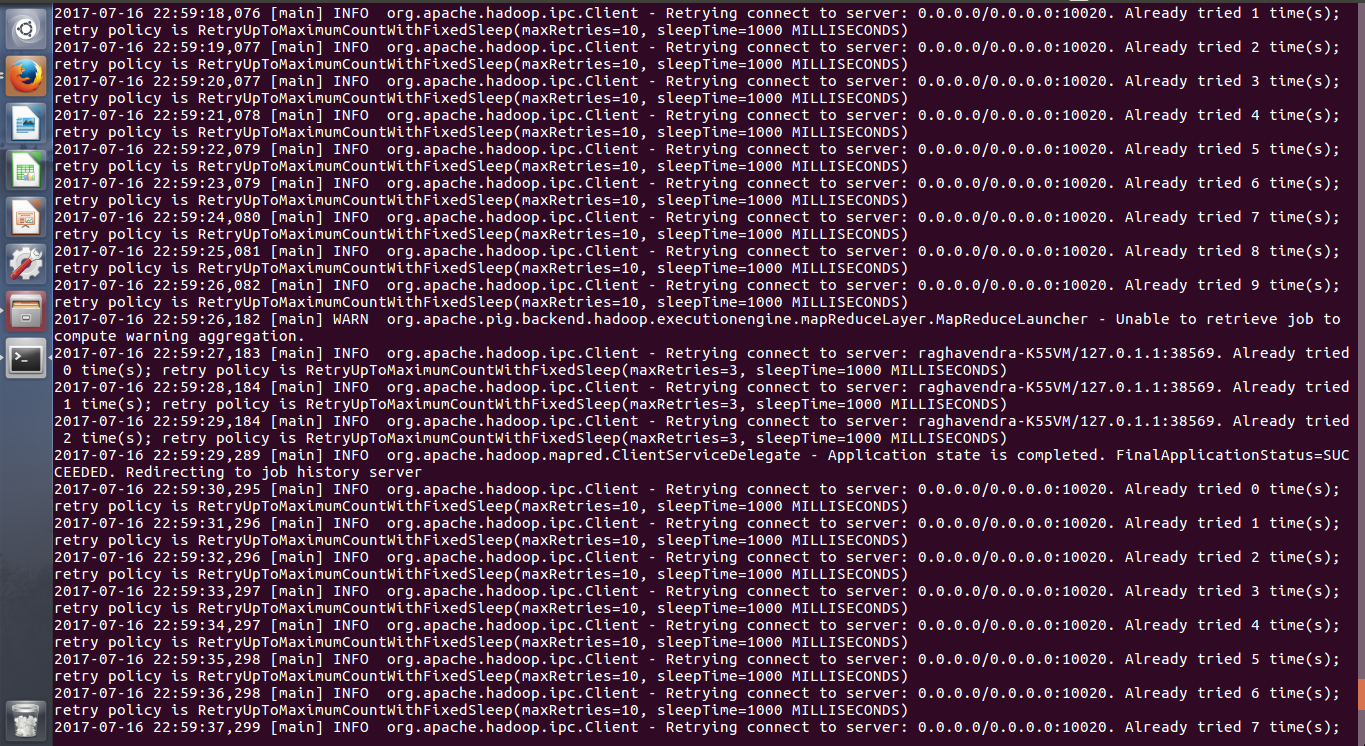 2017-07-16 22:59:18,076 [main] INFO  org.apache.hadoop.ipc.Client - Retrying connect to server: 0.0.0.0/0.0.0.0:10020. Already tried 1 time(s);
retry policy is RetryUpToMaximumCountWithFixedSleep(maxRetries=10, sleepTime=1000 MILLISECONDS)
2017-07-16 22:59:19,077 [main] INFO  org.apache.hadoop.ipc.Client - Retrying connect to server: 0.0.0.0/0.0.0.0:10020. Already tried 2 time(s);
retry policy is RetryUpToMaximumCountWithFixedSleep(maxRetries=10, sleepTime=1000 MILLISECONDS)
2017-07-16 22:59:20,077 [main] INFO  org.apache.hadoop.ipc.Client - Retrying connect to server: 0.0.0.0/0.0.0.0:10020. Already tried 3 time(s);
retry policy is RetryUpToMaximumCountWithFixedSleep(maxRetries=10, sleepTime=1000 MILLISECONDS)
2017-07-16 22:59:21,078 [main] INFO  org.apache.hadoop.ipc.Client - Retrying connect to server: 0.0.0.0/0.0.0.0:10020. Already tried 4 time(s);
retry policy is RetryUpToMaximumCountWithFixedSleep(maxRetries=10, sleepTime=1000 MILLISECONDS)
2017-07-16 22:59:22,079 [main] INFO  org.apache.hadoop.ipc.Client - Retrying connect to server: 0.0.0.0/0.0.0.0:10020. Already tried 5 time(s);
retry policy is RetryUpToMaximumCountWithFixedSleep(maxRetries=10, sleepTime=1000 MILLISECONDS)
2017-07-16 22:59:23,079 [main] INFO  org.apache.hadoop.ipc.Client - Retrying connect to server: 0.0.0.0/0.0.0.0:10020. Already tried 6 time(s);
retry policy is RetryUpToMaximumCountWithFixedSleep(maxRetries=10, sleepTime=1000 MILLISECONDS)
2017-07-16 22:59:24,080 [main] INFO  org.apache.hadoop.ipc.Client - Retrying connect to server: 0.0.0.0/0.0.0.0:10020. Already tried 7 time(s);
retry policy is RetryUpToMaximumCountWithFixedSleep(maxRetries=10, sleepTime=1000 MILLISECONDS)
2017-07-16 22:59:25,081 [main] INFO  org.apache.hadoop.ipc.Client - Retrying connect to server: 0.0.0.0/0.0.0.0:10020. Already tried 8 time(s);
retry policy is RetryUpToMaximumCountWithFixedSleep(maxRetries=10, sleepTime=1000 MILLISECONDS)
2017-07-16 22:59:26,082 [main] INFO  org.apache.hadoop.ipc.Client - Retrying connect to server: 0.0.0.0/0.0.0.0:10020. Already tried 9 time(s);
retry policy is RetryUpToMaximumCountWithFixedSleep(maxRetries=10, sleepTime=1000 MILLISECONDS)
2017-07-16 22:59:26,182 [main] WARN  org.apache.pig.backend.hadoop.executionengine.mapReduceLayer.MapReduceLauncher - Unable to retrieve job to
compute warning aggregation.
2017-07-16 22:59:27,183 [main] INFO  org.apache.hadoop.ipc.Client - Retrying connect to server: raghavendra-K55VM/127.0.1.1:38569. Already tried
 0 time(s); retry policy is RetryUpToMaximumCountWithFixedSleep(maxRetries=3, sleepTime=1000 MILLISECONDS)
2017-07-16 22:59:28,184 [main] INFO  org.apache.hadoop.ipc.Client - Retrying connect to server: raghavendra-K55VM/127.0.1.1:38569. Already tried
 1 time(s); retry policy is RetryUpToMaximumCountWithFixedSleep(maxRetries=3, sleepTime=1000 MILLISECONDS)
2017-07-16 22:59:29,184 [main] INFO  org.apache.hadoop.ipc.Client - Retrying connect to server: raghavendra-K55VM/127.0.1.1:38569. Already tried
 2 time(s); retry policy is RetryUpToMaximumCountWithFixedSleep(maxRetries=3, sleepTime=1000 MILLISECONDS)
2017-07-16 22:59:29,289 [main] INFO  org.apache.hadoop.mapred.ClientServiceDelegate - Application state is completed. FinalApplicationStatus=SUC
CEEDED. Redirecting to job history server
2017-07-16 22:59:30,295 [main] INFO  org.apache.hadoop.ipc.Client - Retrying connect to server: 0.0.0.0/0.0.0.0:10020. Already tried 0 time(s);
retry policy is RetryUpToMaximumCountWithFixedSleep(maxRetries=10, sleepTime=1000 MILLISECONDS)
2017-07-16 22:59:31,296 [main] INFO  org.apache.hadoop.ipc.Client - Retrying connect to server: 0.0.0.0/0.0.0.0:10020. Already tried 1 time(s);
retry policy is RetryUpToMaximumCountWithFixedSleep(maxRetries=10, sleepTime=1000 MILLISECONDS)
2017-07-16 22:59:32,296 [main] INFO  org.apache.hadoop.ipc.Client - Retrying connect to server: 0.0.0.0/0.0.0.0:10020. Already tried 2 time(s);
retry policy is RetryUpToMaximumCountWithFixedSleep(maxRetries=10, sleepTime=1000 MILLISECONDS)
2017-07-16 22:59:33,297 [main] INFO  org.apache.hadoop.ipc.Client - Retrying connect to server: 0.0.0.0/0.0.0.0:10020. Already tried 3 time(s);
retry policy is RetryUpToMaximumCountWithFixedSleep(maxRetries=10, sleepTime=1000 MILLISECONDS)
2017-07-16 22:59:34,297 [main] INFO  org.apache.hadoop.ipc.Client - Retrying connect to server: 0.0.0.0/0.0.0.0:10020. Already tried 4 time(s);
retry policy is RetryUpToMaximumCountWithFixedSleep(maxRetries=10, sleepTime=1000 MILLISECONDS)
2017-07-16 22:59:35,298 [main] INFO  org.apache.hadoop.ipc.Client - Retrying connect to server: 0.0.0.0/0.0.0.0:10020. Already tried 5 time(s);
retry policy is RetryUpToMaximumCountWithFixedSleep(maxRetries=10, sleepTime=1000 MILLISECONDS)
2017-07-16 22:59:36,298 [main] INFO  org.apache.hadoop.ipc.Client - Retrying connect to server: 0.0.0.0/0.0.0.0:10020. Already tried 6 time(s);
retry policy is RetryUpToMaximumCountWithFixedSleep(maxRetries=10, sleepTime=1000 MILLISECONDS)
2017-07-16 22:59:37,299 [main] INFO  org.apache.hadoop.ipc.Client - Retrying connect to server: 0.0.0.0/0.0.0.0:10020. Already tried 7 time(s);